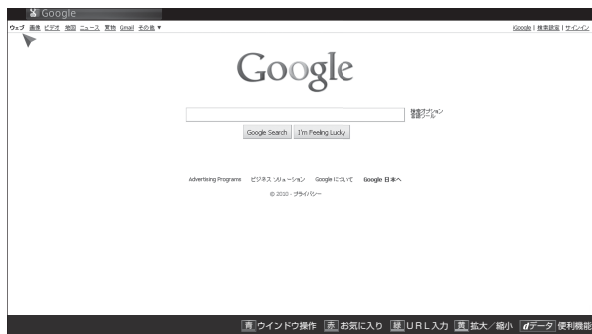 Google
ウェブ 画像 ビデオ 地図 ニュース 買物 Gmail その他 ▼ iGoogle | 検索設定 | サインイン
Google
検索オプション
言語ツール
Google Search I'm Feeling Lucky
Advertising Programs ビジネス ソリューション Google について Google 日本へ
© 2010 - プライバシー
青 ウインドウ操作 赤 お気に入り 緑 URL入力 黄 拡大/縮小 dデータ 便利機能